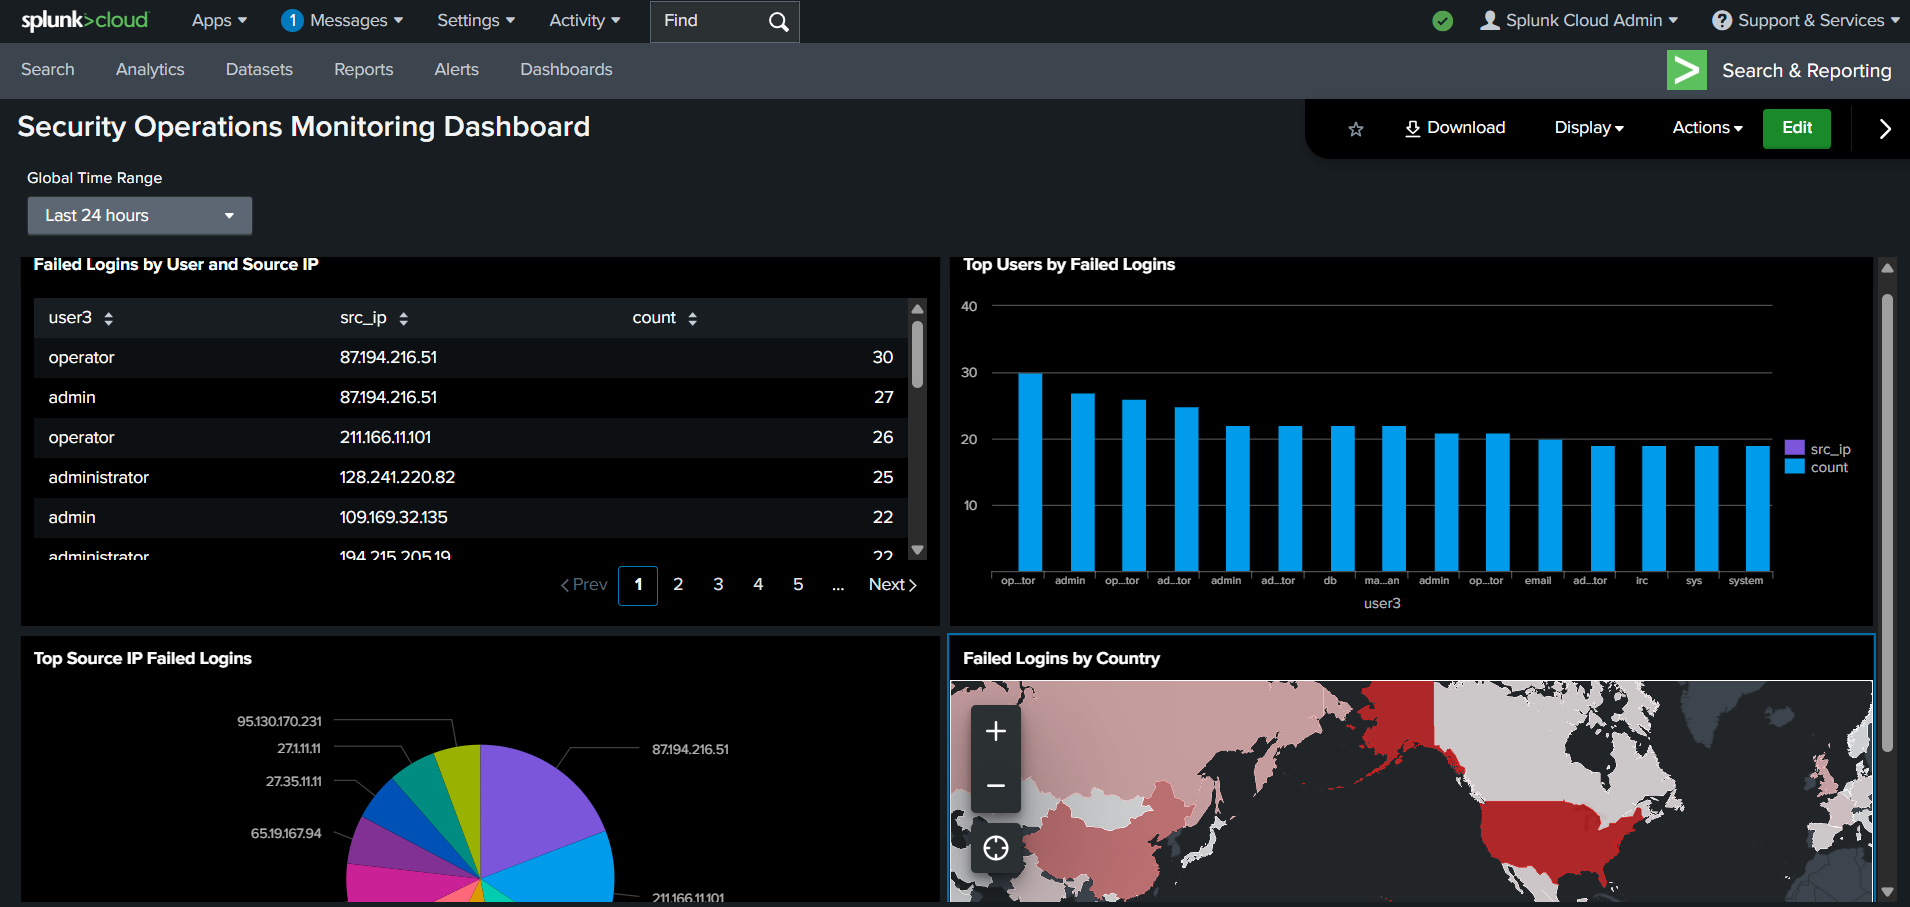 splunk>cloud Apps 1 Messages Settings Activity Find Splunk Cloud Admin ? Support & Services
Search Analytics Datasets Reports Alerts Dashboards > Search & Reporting
Security Operations Monitoring Dashboard
Download Display Actions Edit
Global Time Range
Last 24 hours
Failed Logins by User and Source IP
user3 src_ip count
operator 87.194.216.51 30
admin 87.194.216.51 27
operator 211.166.11.101 26
administrator 128.241.220.82 25
admin 109.169.32.135 22
administrator 194.215.205.19 22
< Prev 1 2 3 4 5 ... Next >
Top Users by Failed Logins
40
30
20
10
op...tor admin op...tor ad...tor admin ad...tor db ma...an admin op...tor email ad...tor irc sys system
user3
src_ip
count
Top Source IP Failed Logins
95.130.170.231
27.1.11.11
27.35.11.11
65.19.167.94
87.194.216.51
211.166.11.101
Failed Logins by Country
+
−